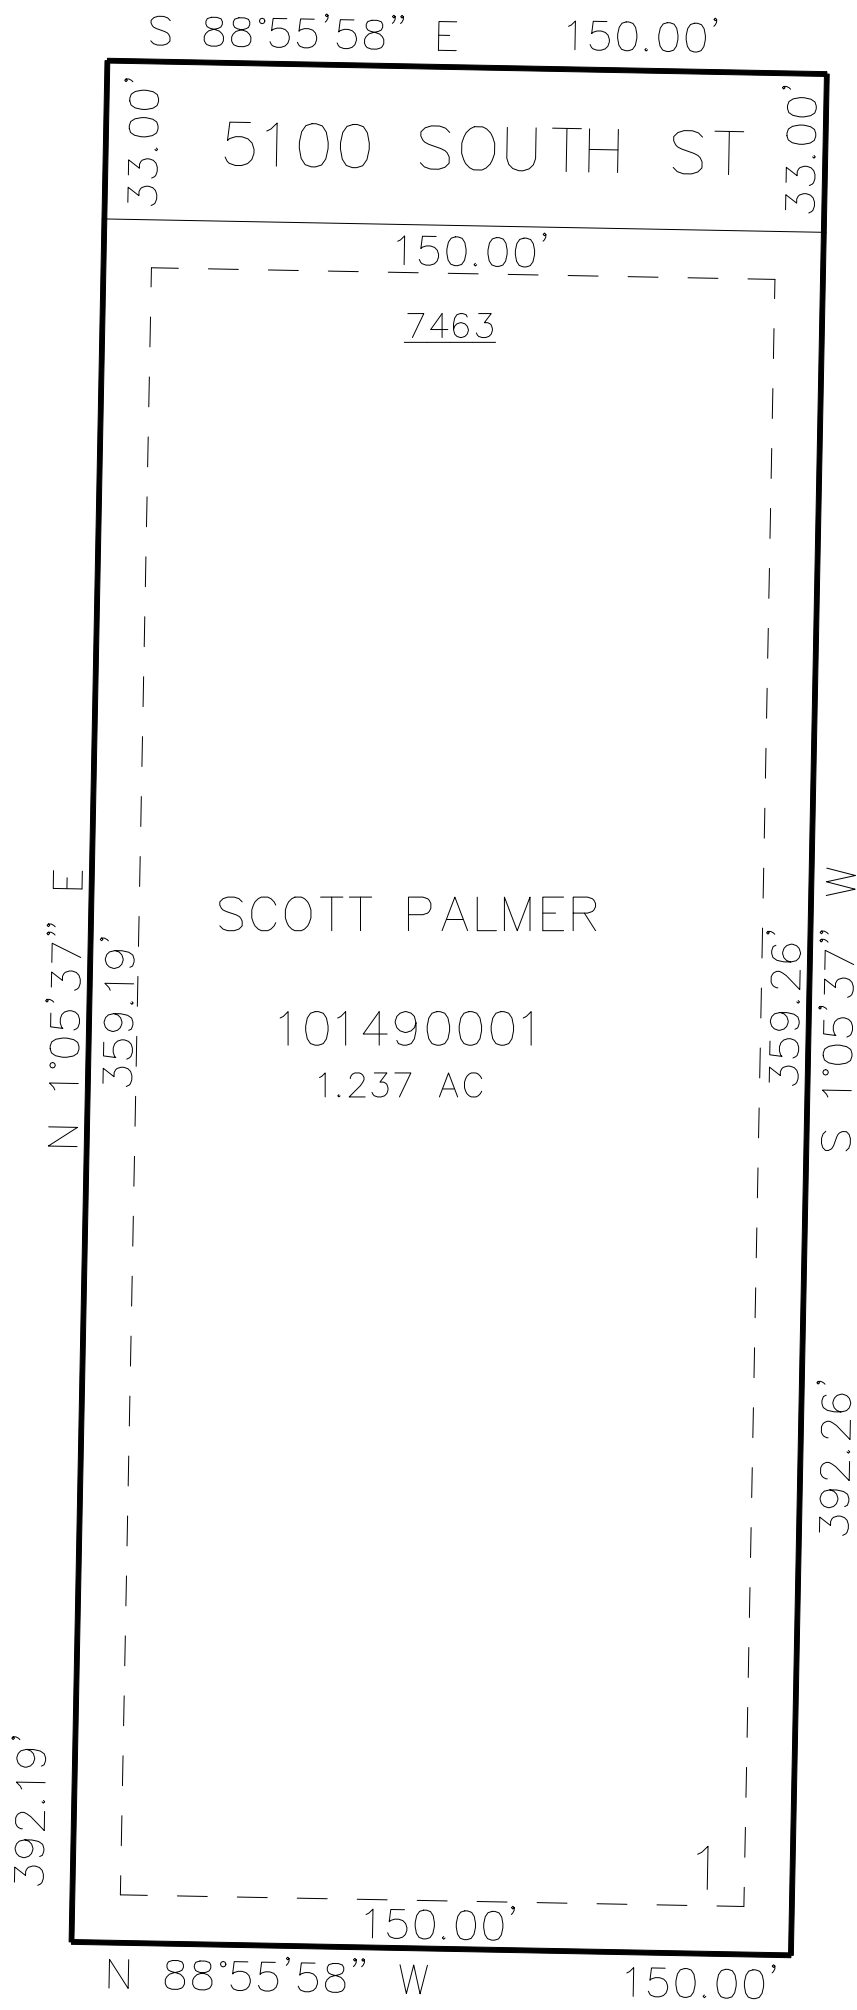 S 88°55'58" E 150.00'
33.00'
5100 SOUTH ST
33.00'
150.00'
7463
N 1°05'37" E
359.19'
SCOTT PALMER
101490001
1.237 AC
359.26'
S 1°05'37" W
392.26'
392.19'
1
150.00'
N 88°55'58" W 150.00'